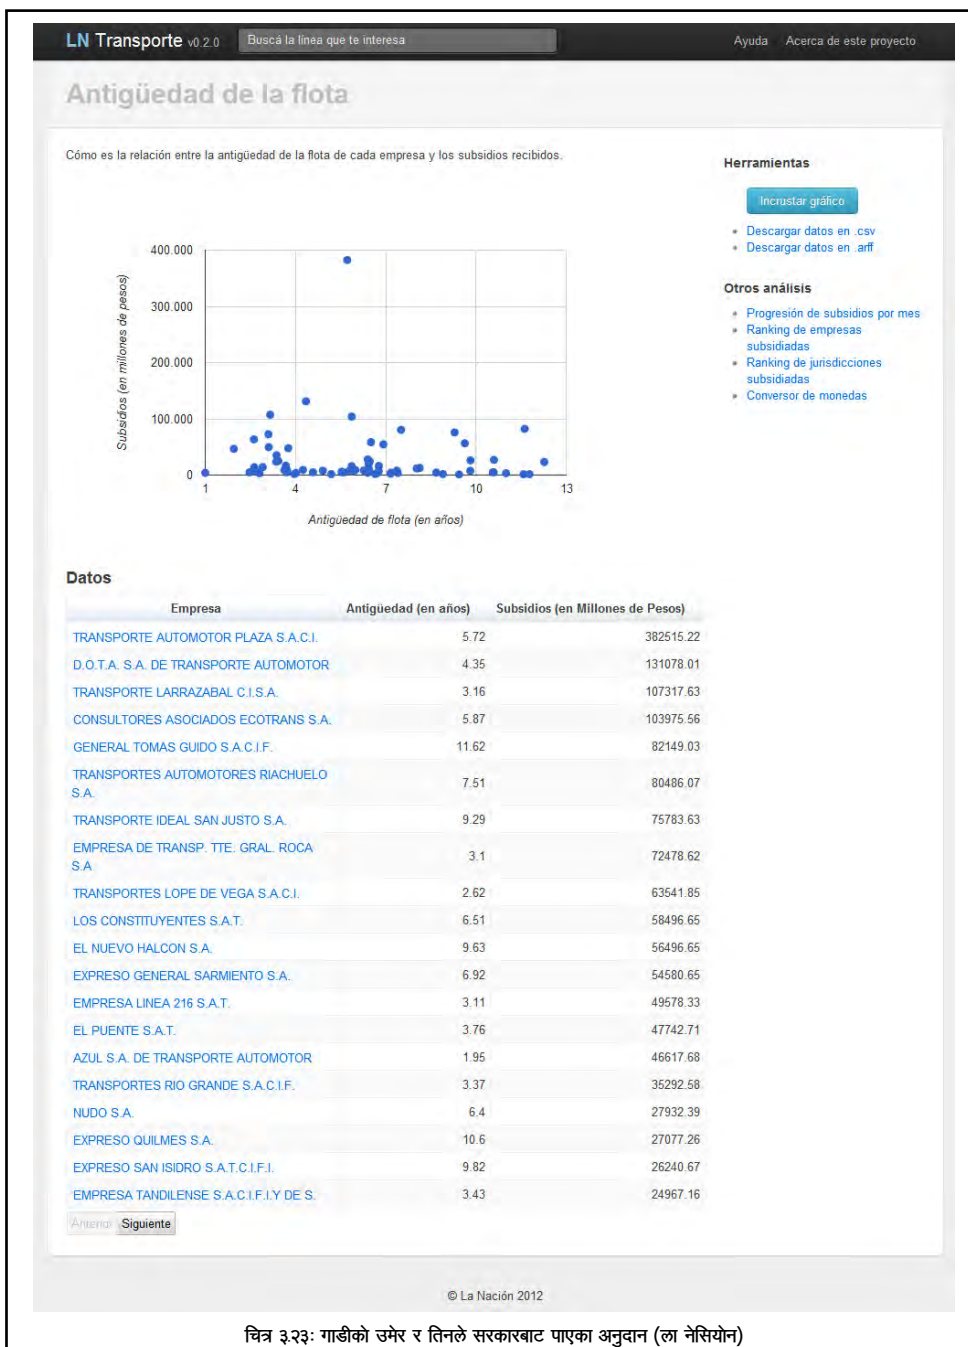 LN Transporte v0.2.0 Buscá la línea que te interesa Ayuda Acerca de este proyecto
Antigüedad de la flota
Cómo es la relación entre la antigüedad de la flota de cada empresa y los subsidios recibidos.
Herramientas
Incrustar gráfico
Descargar datos en .csv
Descargar datos en .arff
Otros análisis
Progresión de subsidios por mes
Ranking de empresas
subsidiadas
Ranking de jurisdicciones
subsidiadas
Conversor de monedas
Subsidios (en millones de pesos)
400.000
300.000
200.000
100.000
0
1 4 7 10 13
Antigüedad de flota (en años)
Datos
Empresa Antigüedad (en años) Subsidios (en Millones de Pesos)
TRANSPORTE AUTOMOTOR PLAZA S.A.C.I. 5.72 382515.22
D.O.T.A. S.A. DE TRANSPORTE AUTOMOTOR 4.35 131078.01
TRANSPORTE LARRAZABAL C.I.S.A. 3.16 107317.63
CONSULTORES ASOCIADOS ECOTRANS S.A. 5.87 103975.56
GENERAL TOMAS GUIDO S.A.C.I.F. 11.62 82149.03
TRANSPORTES AUTOMOTORES RIACHUELO
S.A. 7.51 80486.07
TRANSPORTE IDEAL SAN JUSTO S.A. 9.29 75783.63
EMPRESA DE TRANSP. TTE. GRAL. ROCA
S.A. 3.1 72478.62
TRANSPORTES LOPE DE VEGA S.A.C.I. 2.62 63541.85
LOS CONSTITUYENTES S.A.T. 6.51 58496.65
EL NUEVO HALCON S.A. 9.63 56496.65
EXPRESO GENERAL SARMIENTO S.A. 6.92 54580.65
EMPRESA LINEA 216 S.A.T. 3.11 49578.33
EL PUENTE S.A.T. 3.76 47742.71
AZUL S.A. DE TRANSPORTE AUTOMOTOR 1.95 46617.68
TRANSPORTES RIO GRANDE S.A.C.I.F. 3.37 35292.58
NUDO S.A. 6.4 27932.39
EXPRESO QUILMES S.A. 10.6 27077.26
EXPRESO SAN ISIDRO S.A.T.C.I.F.I. 9.82 26240.67
EMPRESA TANDILENSE S.A.C.I.F.I.Y DE S. 3.43 24967.16
Anterior Siguiente
© La Nación 2012
चित्र ३.२३: गाडीको उमेर र तिनले सरकारबाट पाएका अनुदान (ला नेसियोन)